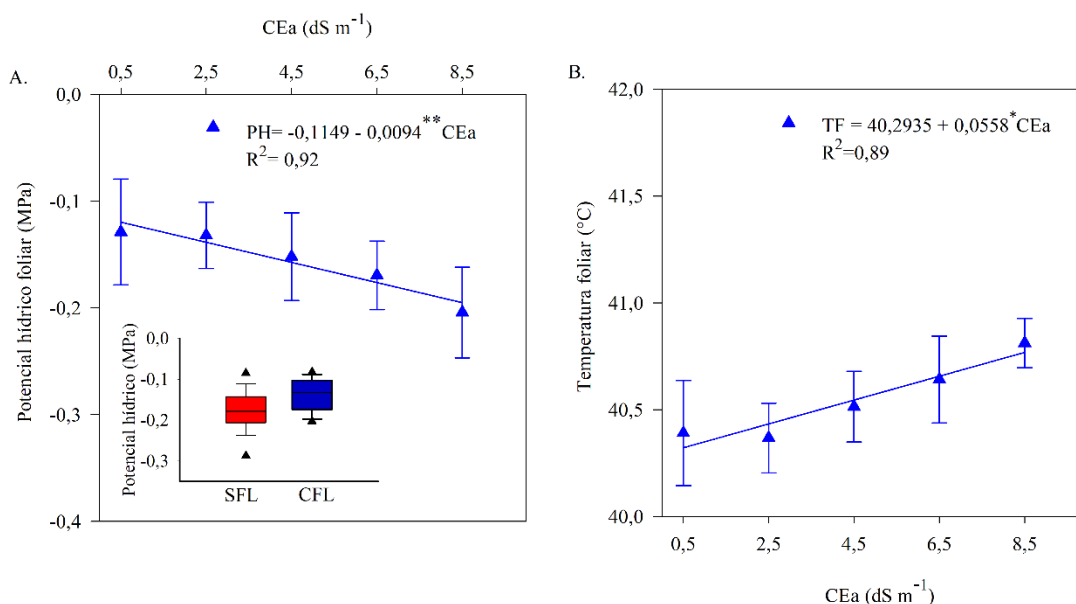 CEa (dS m⁻¹)
0,5 2,5 4,5 6,5 8,5
A.
0,0
-0,1
-0,2
-0,3
-0,4
Potencial hídrico foliar (MPa)
PH= -0,1149 - 0,0094**CEa
R²= 0,92
Potencial hídrico (MPa)
0,0
-0,1
-0,2
-0,3
SFL CFL
B.
42,0
41,5
41,0
40,5
40,0
Temperatura foliar (°C)
TF = 40,2935 + 0,0558*CEa
R²=0,89
0,5 2,5 4,5 6,5 8,5
CEa (dS m⁻¹)